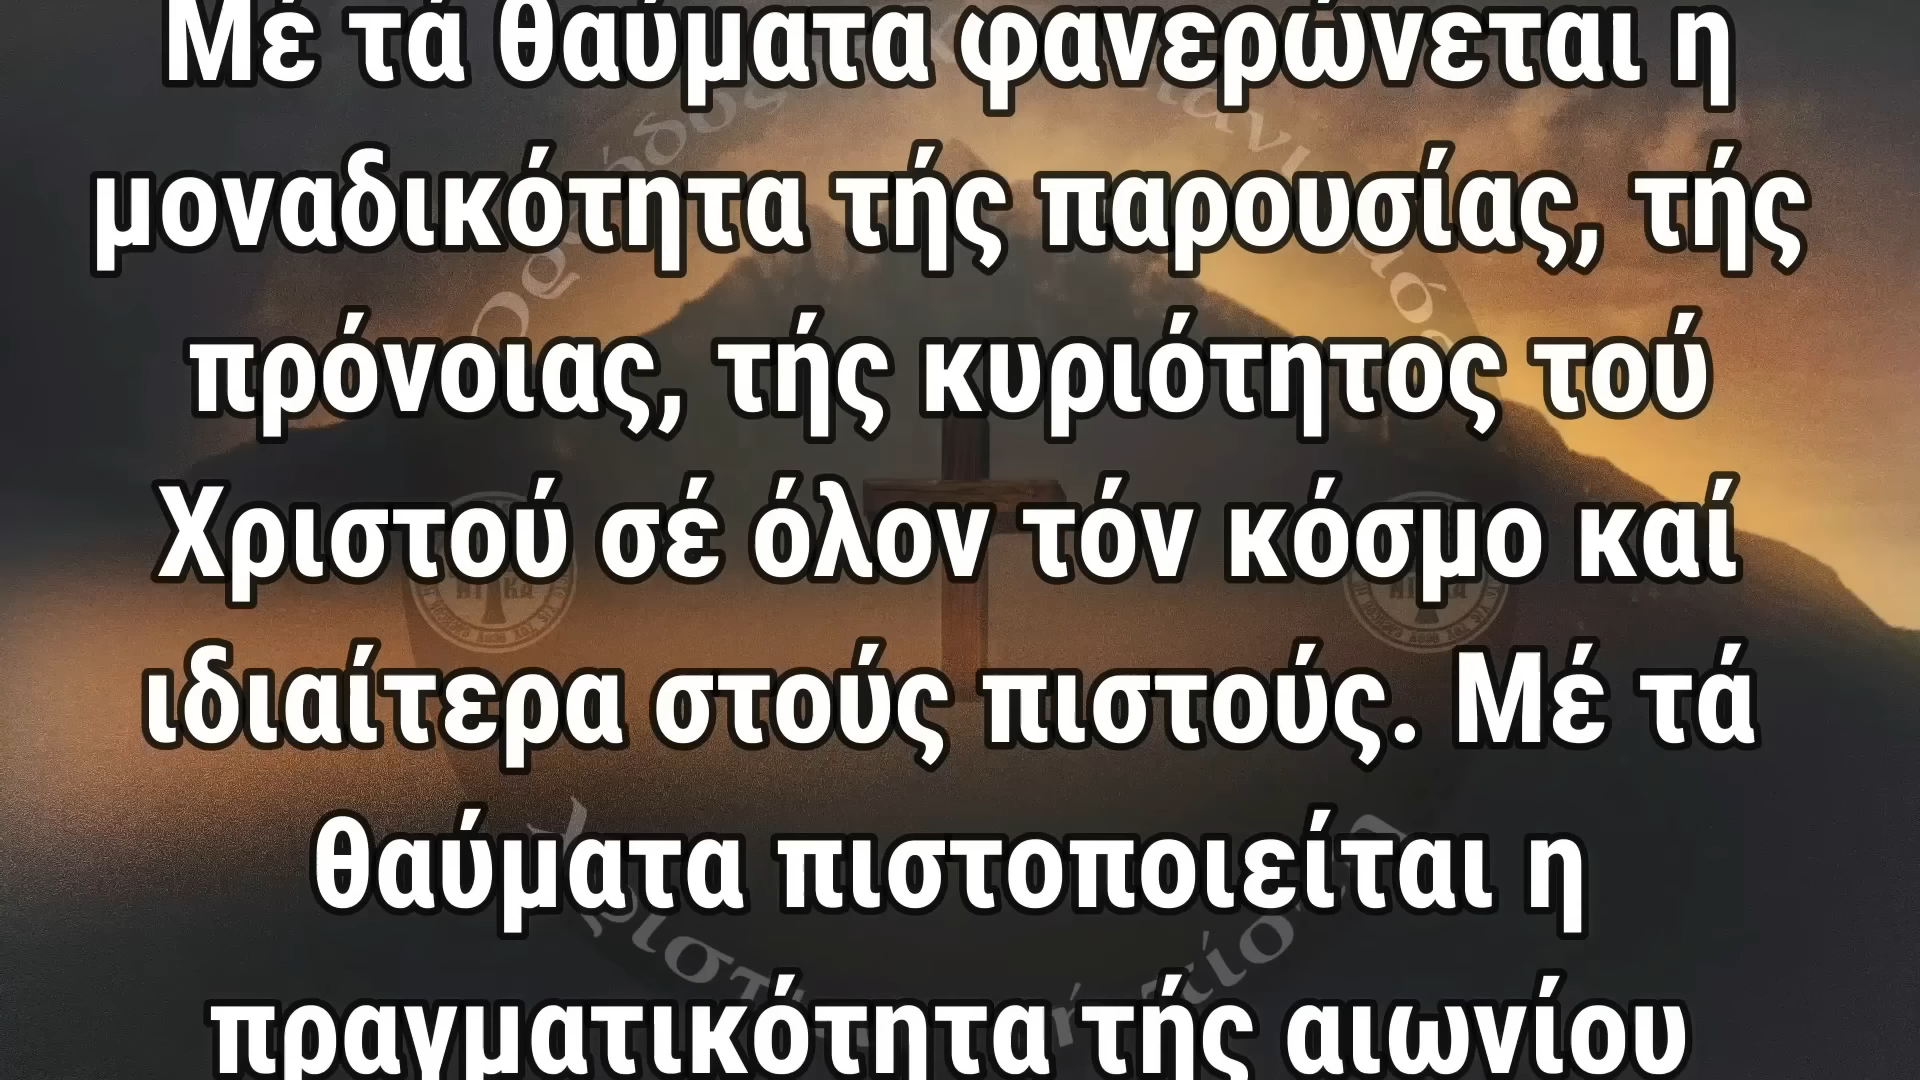 Μέ τά θαύματα φανερώνεται η
μοναδικότητα τής παρουσίας, τής
πρόνοιας, τής κυριότητος τού
Χριστού σέ όλον τόν κόσμο καί
ιδιαίτερα στούς πιστούς. Μέ τά
θαύματα πιστοποιείται η
πραγματικότητα τής αιωνίου